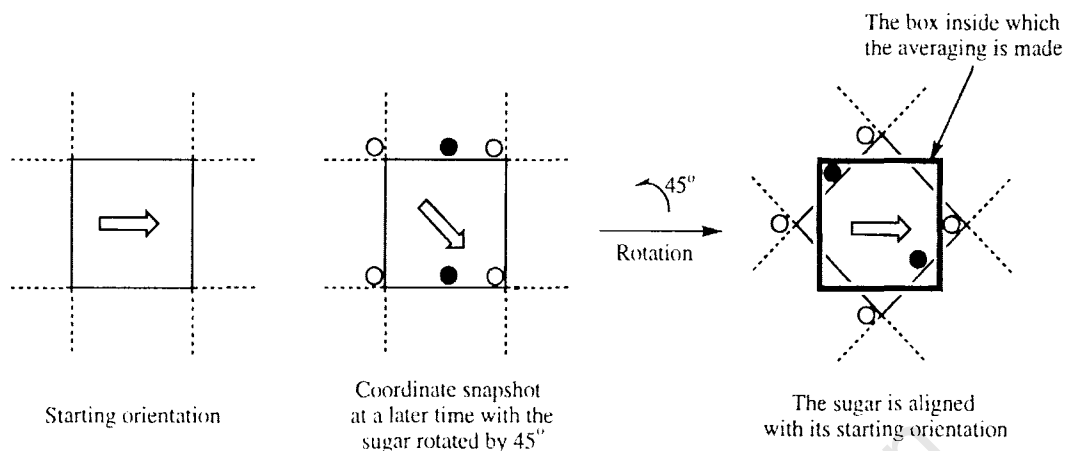 The box inside which
the averaging is made
45°
Rotation
Starting orientation
Coordinate snapshot
at a later time with the
sugar rotated by 45°
The sugar is aligned
with its starting orientation